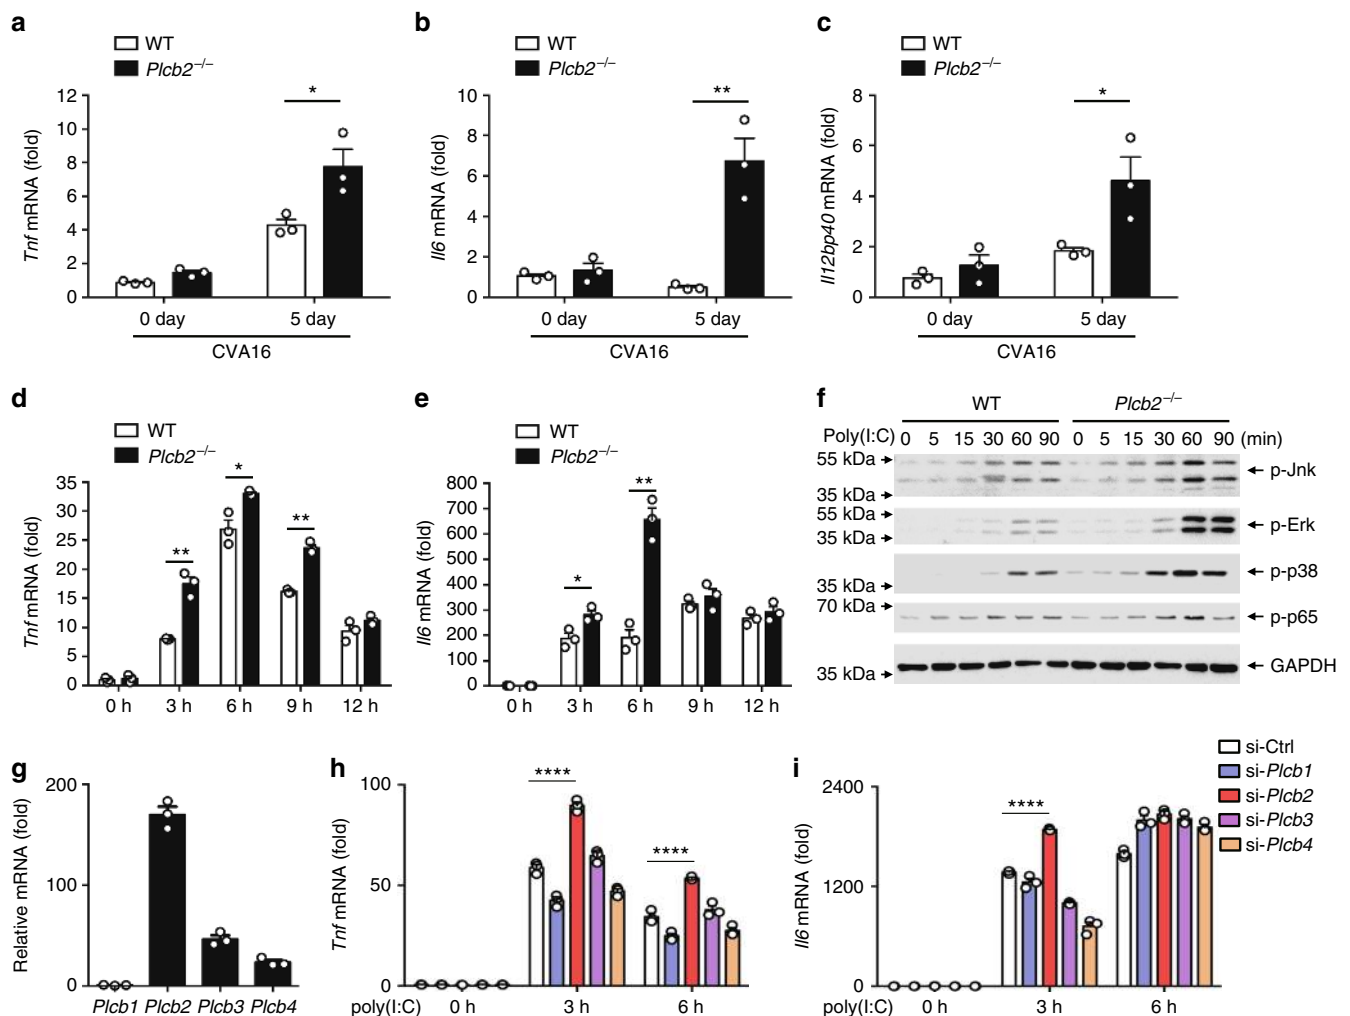 a
WT
Plcb2−/−
Tnf mRNA (fold)
12
10
8
6
4
2
0
*
0 day
5 day
CVA16
b
WT
Plcb2−/−
Il6 mRNA (fold)
10
8
6
4
2
0
**
0 day
5 day
CVA16
c
WT
Plcb2−/−
Il12bp40 mRNA (fold)
8
6
4
2
0
*
0 day
5 day
CVA16
d
WT
Plcb2−/−
Tnf mRNA (fold)
35
30
25
20
15
10
5
0
**
*
**
0 h
3 h
6 h
9 h
12 h
e
WT
Plcb2−/−
Il6 mRNA (fold)
800
700
600
500
400
300
200
100
0
*
**
0 h
3 h
6 h
9 h
12 h
f
WT
Plcb2−/−
Poly(I:C) 0 5 15 30 60 90 0 5 15 30 60 90 (min)
55 kDa
p-Jnk
35 kDa
55 kDa
p-Erk
35 kDa
p-p38
35 kDa
70 kDa
p-p65
GAPDH
35 kDa
g
Relative mRNA (fold)
200
100
0
Plcb1 Plcb2 Plcb3 Plcb4
h
Tnf mRNA (fold)
100
50
0
****
****
poly(I:C) 0 h 3 h 6 h
i
Il6 mRNA (fold)
2400
1200
0
****
poly(I:C) 0 h 3 h 6 h
si-Ctrl
si-Plcb1
si-Plcb2
si-Plcb3
si-Plcb4